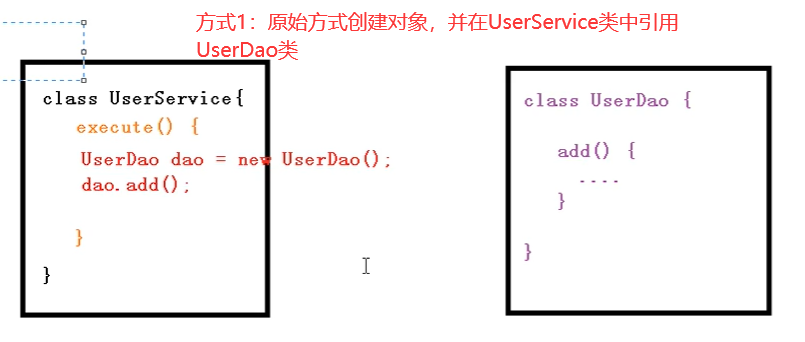 方式1：原始方式创建对象，并在UserService类中引用
UserDao类
class UserService{
execute() {
UserDao dao = new UserDao();
dao.add();
}
}
class UserDao {
add() {
....
}
}